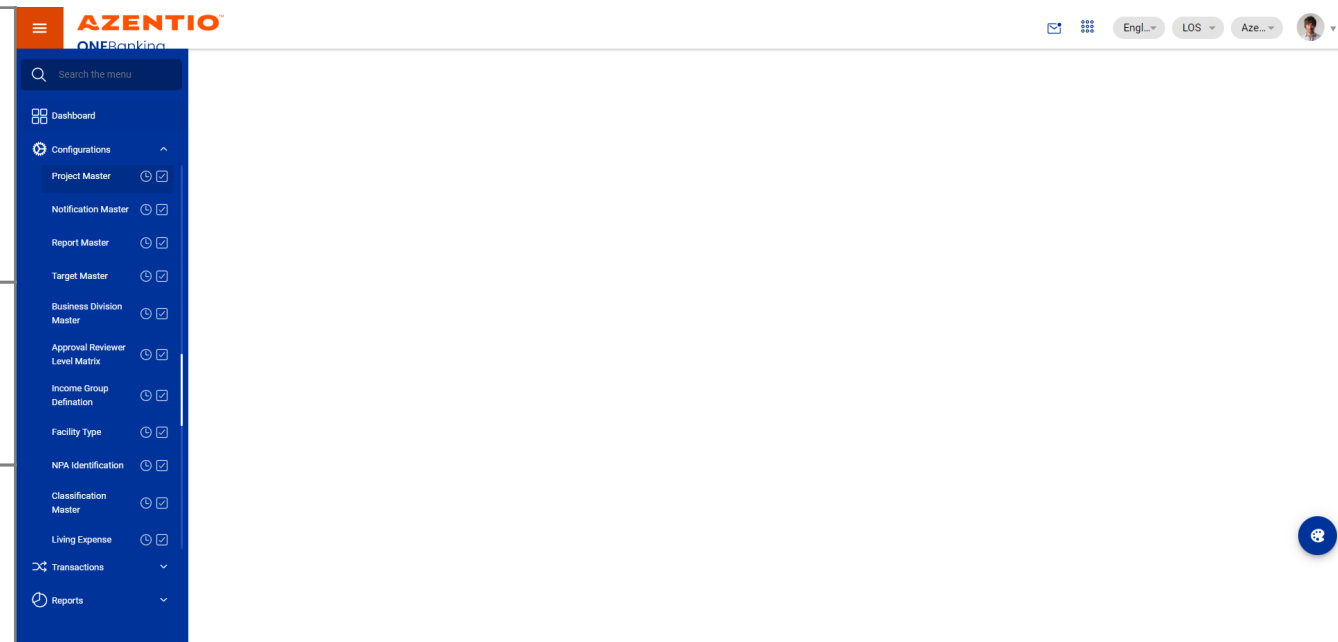 AZENTIO™
ONEBanking
Engl...
LOS
Aze...
Search the menu
Dashboard
Configurations
Project Master
Notification Master
Report Master
Target Master
Business Division
Master
Approval Reviewer
Level Matrix
Income Group
Defination
Facility Type
NPA Identification
Classification
Master
Living Expense
Transactions
Reports